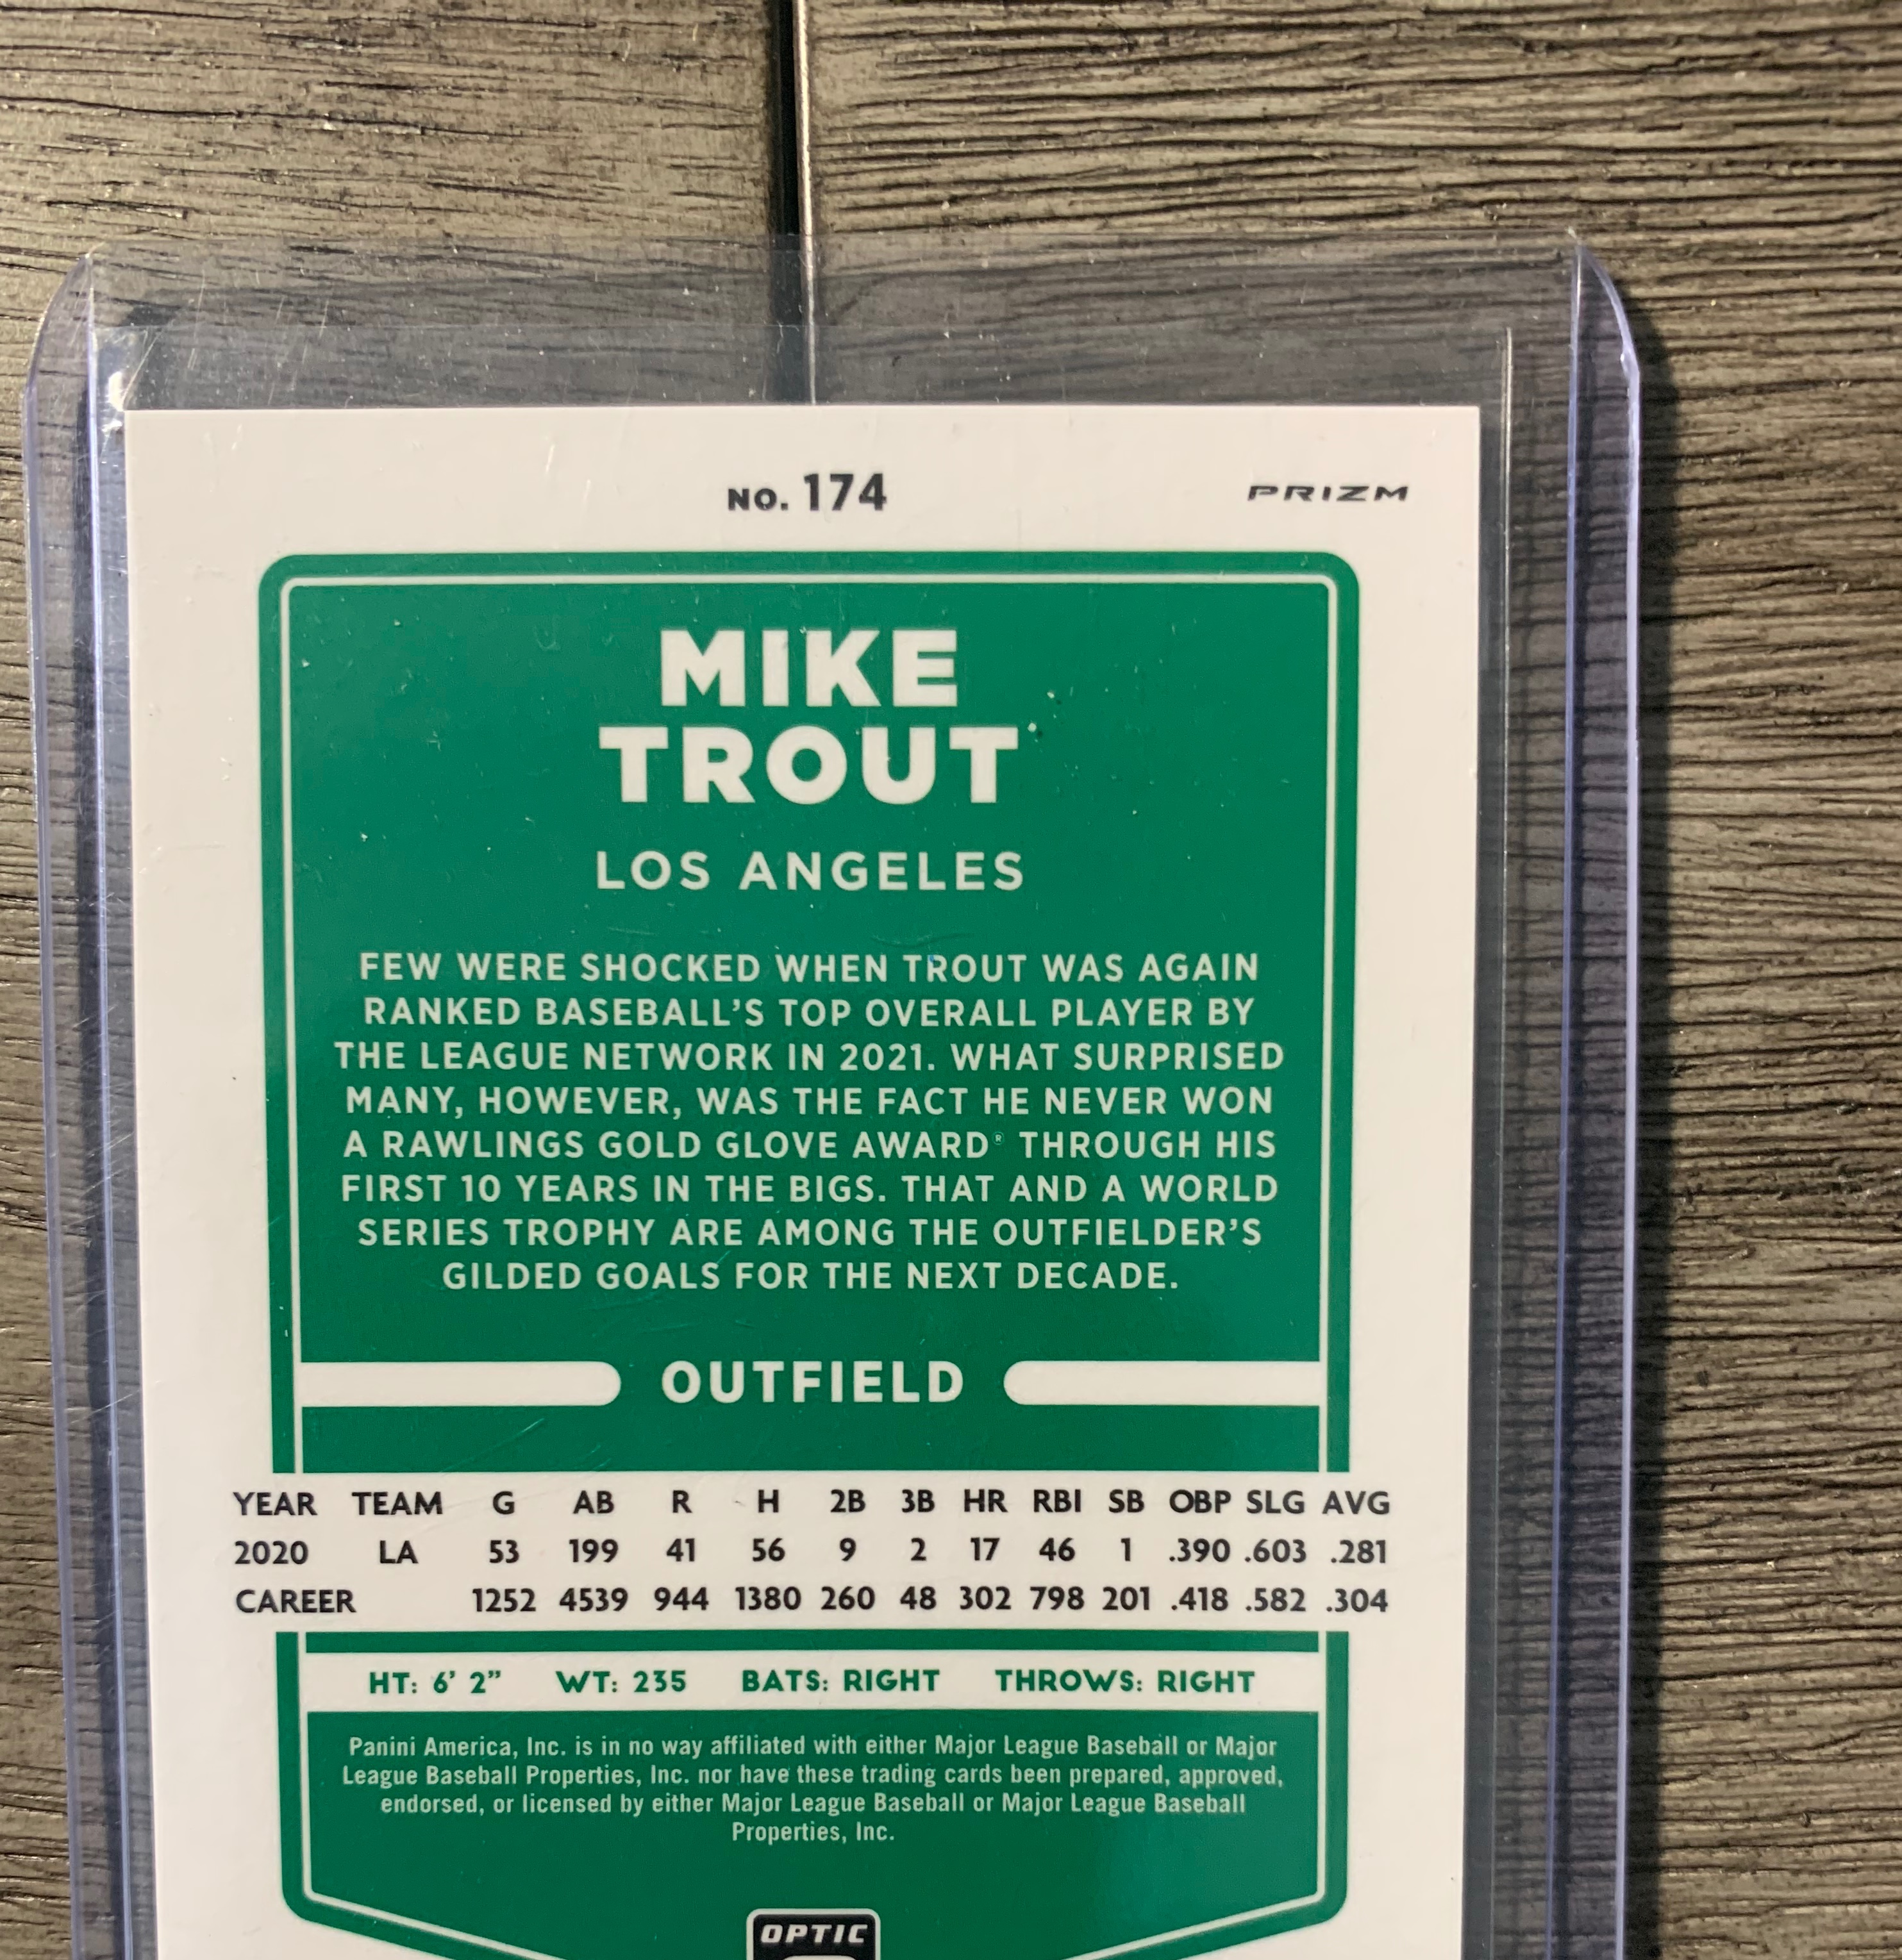 NO. 174
PRIZM
MIKE
TROUT
LOS ANGELES
FEW WERE SHOCKED WHEN TROUT WAS AGAIN
RANKED BASEBALL'S TOP OVERALL PLAYER BY
THE LEAGUE NETWORK IN 2021. WHAT SURPRISED
MANY, HOWEVER, WAS THE FACT HE NEVER WON
A RAWLINGS GOLD GLOVE AWARD® THROUGH HIS
FIRST 10 YEARS IN THE BIGS. THAT AND A WORLD
SERIES TROPHY ARE AMONG THE OUTFIELDER'S
GILDED GOALS FOR THE NEXT DECADE.
OUTFIELD
YEAR TEAM G AB R H 2B 3B HR RBI SB OBP SLG AVG
2020 LA 53 199 41 56 9 2 17 46 1 .390 .603 .281
CAREER 1252 4539 944 1380 260 48 302 798 201 .418 .582 .304
HT: 6' 2" WT: 235 BATS: RIGHT THROWS: RIGHT
Panini America, Inc. is in no way affiliated with either Major League Baseball or Major
League Baseball Properties, Inc. nor have these trading cards been prepared, approved,
endorsed, or licensed by either Major League Baseball or Major League Baseball
Properties, Inc.
OPTIC